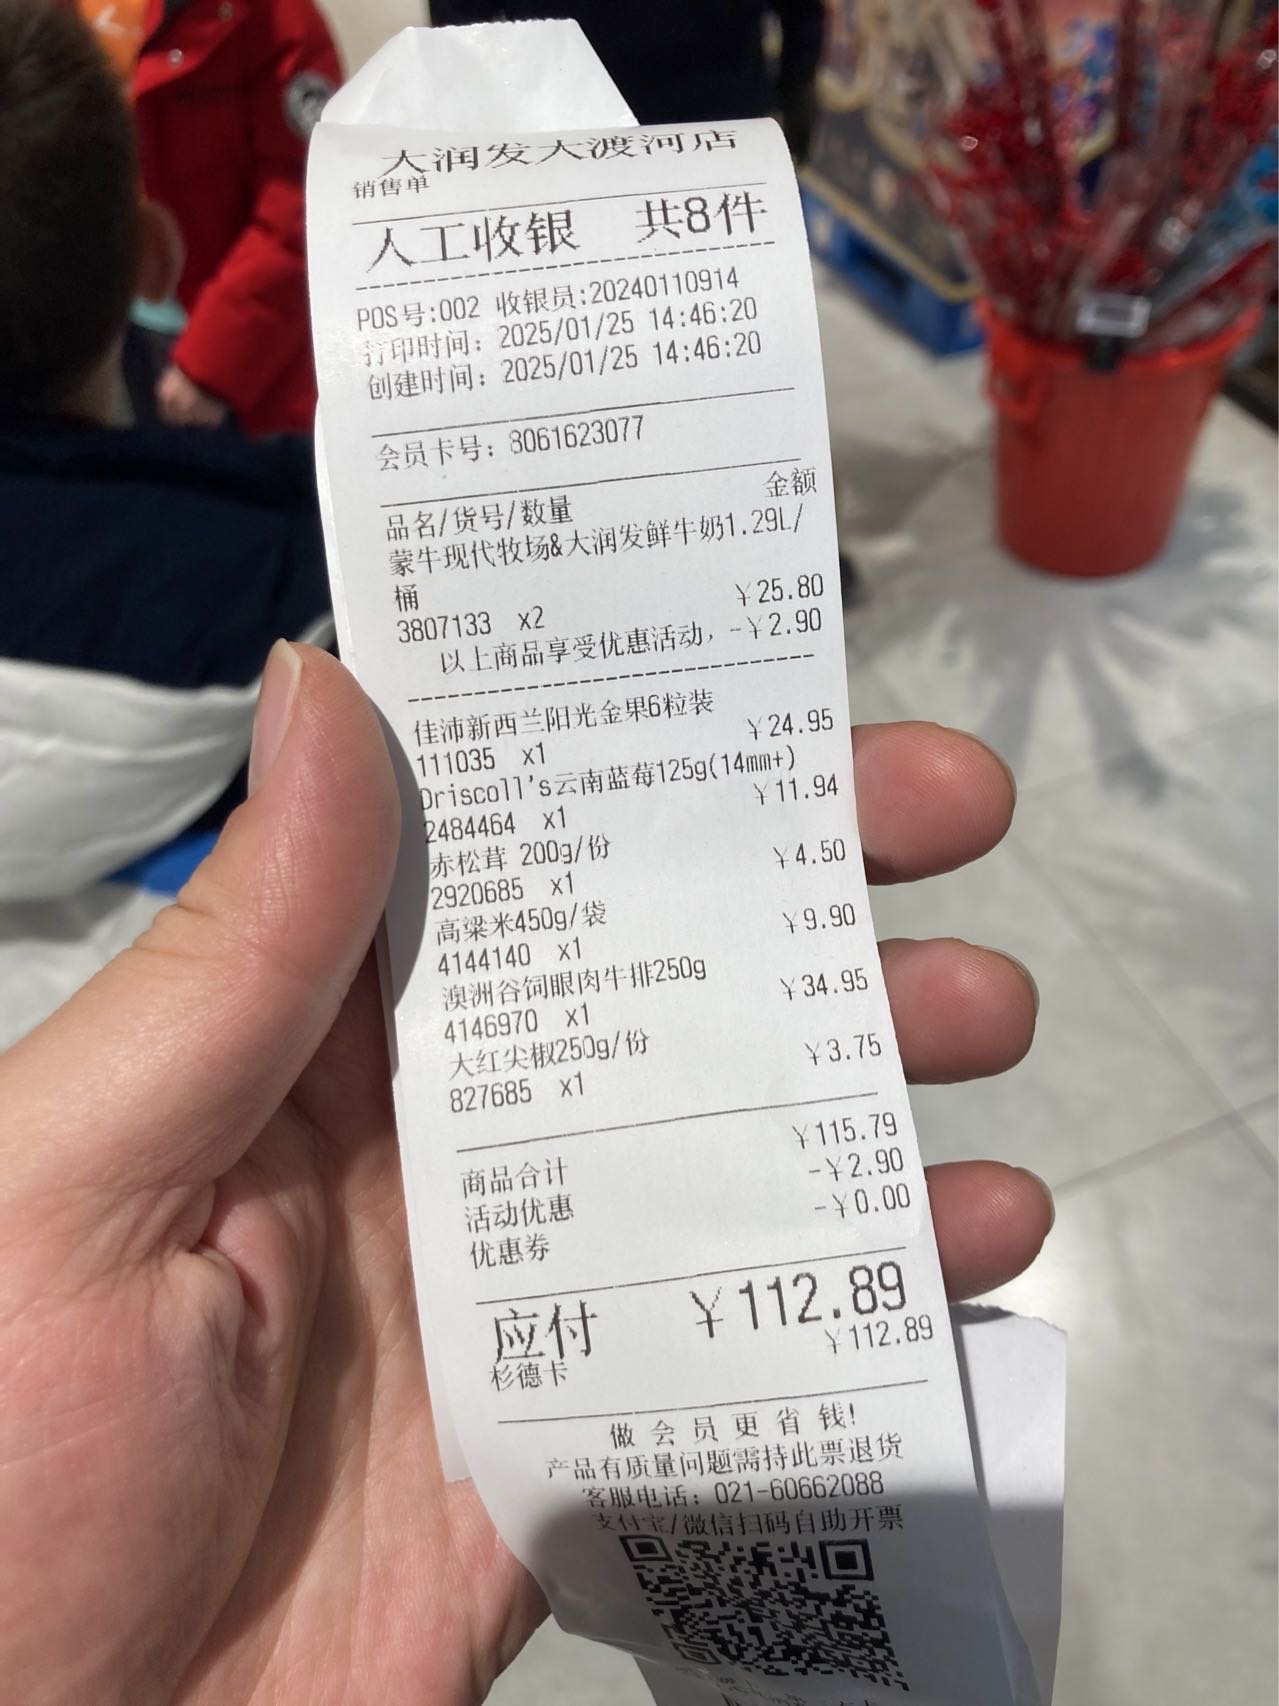 大润发大渡河店
销售单
人工收银 共8件
POS号:002 收银员:20240110914
打印时间: 2025/01/25 14:46:20
创建时间: 2025/01/25 14:46:20
会员卡号: 8061623077
品名/货号/数量 金额
蒙牛现代牧场&大润发鲜牛奶1.29L/
桶
3807133 x2 ￥25.80
以上商品享受优惠活动, -￥2.90
佳沛新西兰阳光金果6粒装
111035 x1 ￥24.95
Driscoll's云南蓝莓125g(14mm+)
2484464 x1 ￥11.94
赤松茸 200g/份
2920685 x1 ￥4.50
高粱米450g/袋
4144140 x1 ￥9.90
澳洲谷饲眼肉牛排250g
4146970 x1 ￥34.95
大红尖椒250g/份
827685 x1 ￥3.75
商品合计 ￥115.79
活动优惠 -￥2.90
优惠券 -￥0.00
应付 ￥112.89
杉德卡 ￥112.89
做会员更省钱!
产品有质量问题需持此票退货
客服电话: 021-60662088
支付宝/微信扫码自助开票